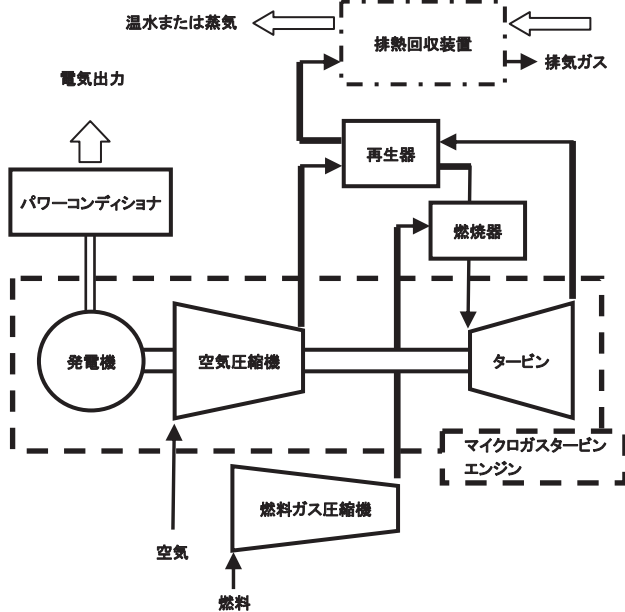 温水または蒸気
排熱回収装置
排気ガス
電気出力
再生器
パワーコンディショナ
燃焼器
発電機
空気圧縮機
タービン
マイクロガスタービン
エンジン
燃料ガス圧縮機
空気
燃料